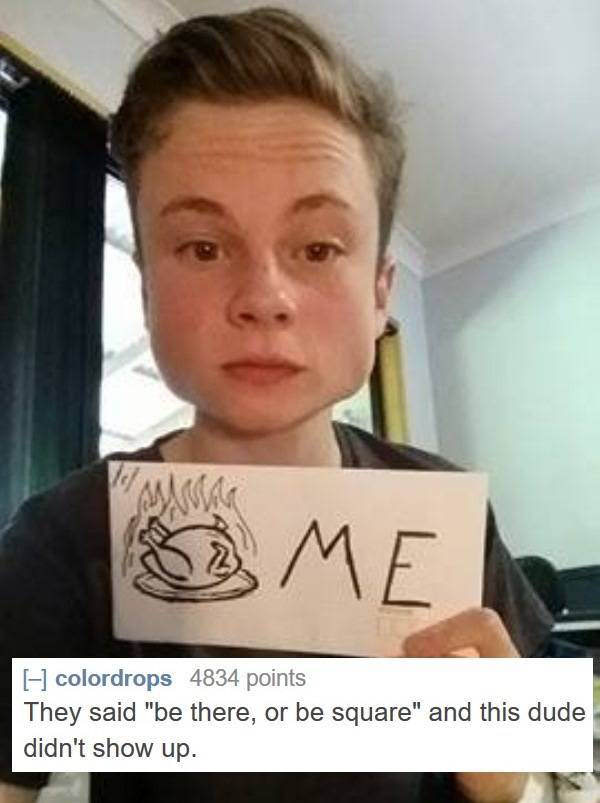 /r/
ME
[–] colordrops 4834 points
They said "be there, or be square" and this dude
didn't show up.